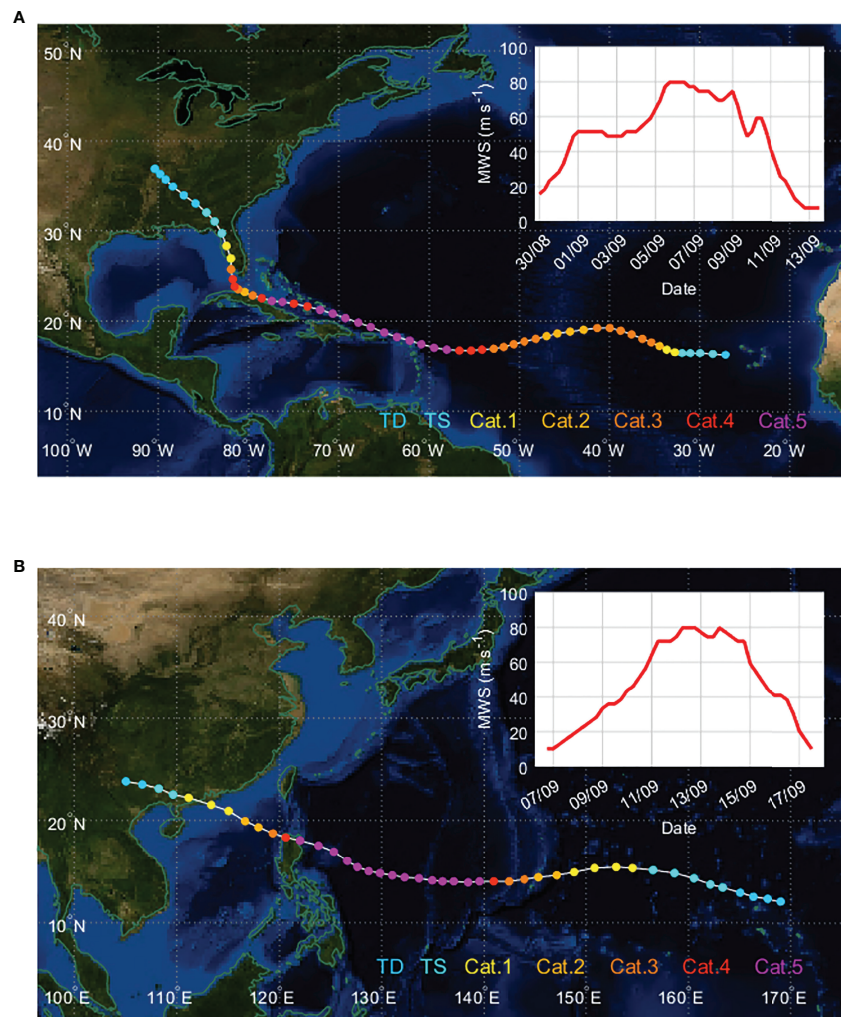 A
50°N
40°N
30°N
20°N
10°N
100°W 90°W 80°W 70°W 60°W 50°W 40°W 30°W 20°W
TD TS Cat.1 Cat.2 Cat.3 Cat.4 Cat.5
MWS (m s⁻¹)
100
80
60
40
20
0
30/08 01/09 03/09 05/09 07/09 09/09 11/09 13/09
Date
B
40°N
30°N
20°N
10°N
100°E 110°E 120°E 130°E 140°E 150°E 160°E 170°E
TD TS Cat.1 Cat.2 Cat.3 Cat.4 Cat.5
MWS (m s⁻¹)
100
80
60
40
20
0
07/09 09/09 11/09 13/09 15/09 17/09
Date